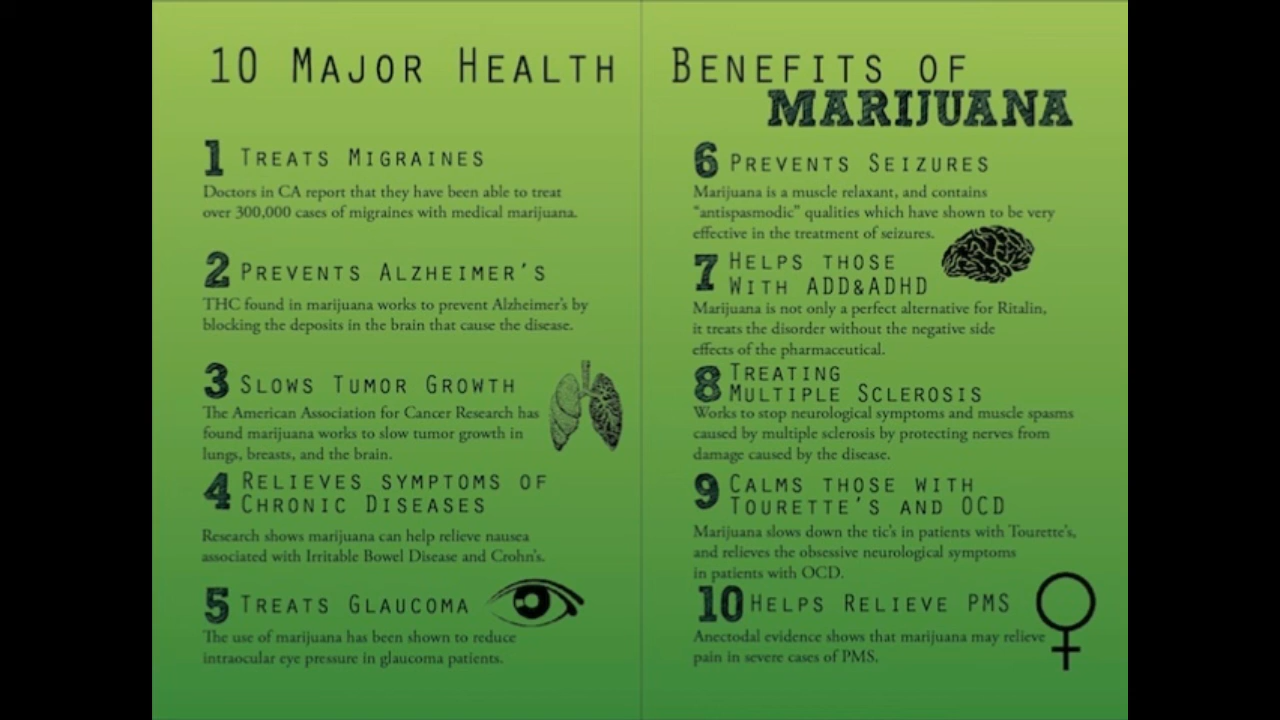 10 Major Health Benefits of
Marijuana
1 Treats Migraines
Doctors in CA report that they have been able to treat
over 300,000 cases of migraines with medical marijuana.
2 Prevents Alzheimer's
THC found in marijuana works to prevent Alzheimer's by
blocking the deposits in the brain that cause the disease.
3 Slows Tumor Growth
The American Association for Cancer Research has
found marijuana works to slow tumor growth in
lungs, breasts, and the brain.
4 Relieves symptoms of
Chronic Diseases
Research shows marijuana can help relieve nausea
associated with Irritable Bowel Disease and Crohn's.
5 Treats Glaucoma
The use of marijuana has been shown to reduce
intraocular eye pressure in glaucoma patients.
6 Prevents Seizures
Marijuana is a muscle relaxant, and contains
"antispasmodic" qualities which have shown to be very
effective in the treatment of seizures.
7 Helps those
With ADD&ADHD
Marijuana is not only a perfect alternative for Ritalin,
it treats the disorder without the negative side
effects of the pharmaceutical.
8 Treating
Multiple Sclerosis
Works to stop neurological symptoms and muscle spasms
caused by multiple sclerosis by protecting nerves from
damage caused by the disease.
9 Calms those with
Tourette's and OCD
Marijuana slows down the tic's in patients with Tourette's,
and relieves the obsessive neurological symptoms
in patients with OCD.
10 Helps Relieve PMS
Anectodal evidence shows that marijuana may relieve
pain in severe cases of PMS.